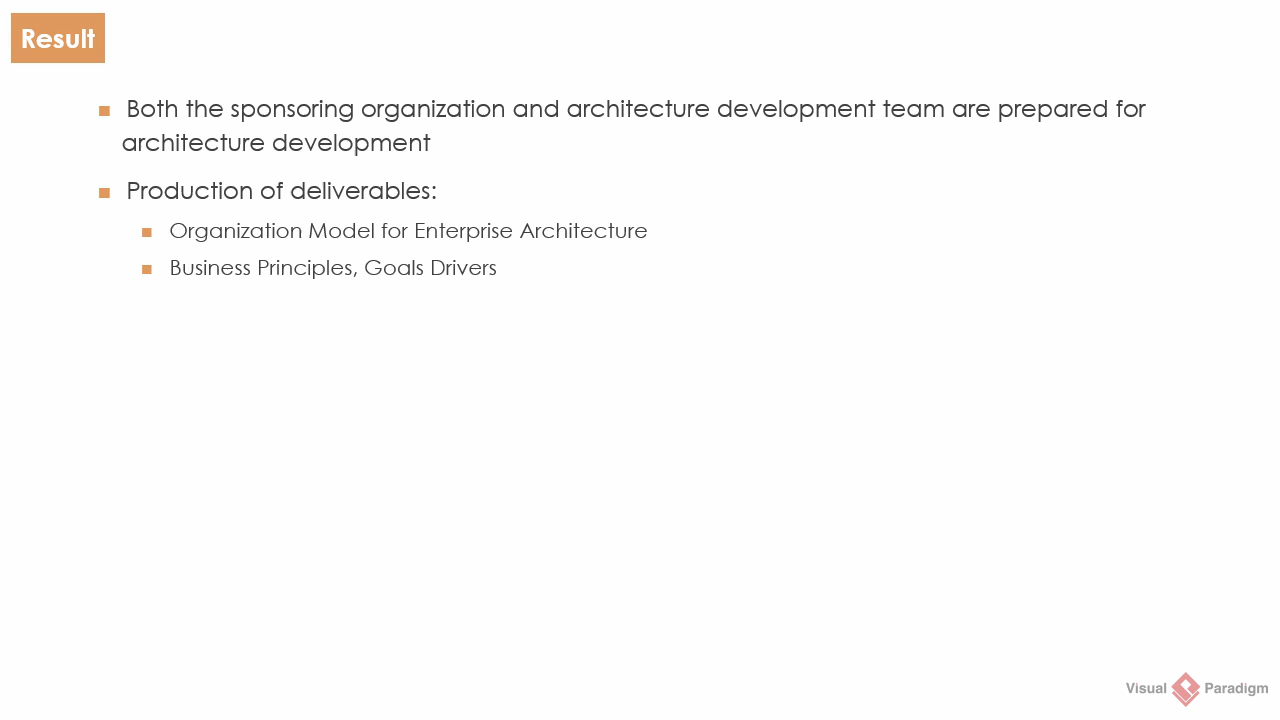 Result
Both the sponsoring organization and architecture development team are prepared for
architecture development
Production of deliverables:
Organization Model for Enterprise Architecture
Business Principles, Goals Drivers
Visual Paradigm